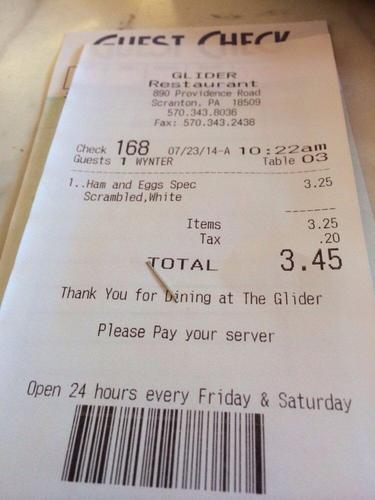 GUEST CHECK
GLIDER
Restaurant
890 Providence Road
Scranton, PA 18509
570.343.8036
Fax: 570.343.2438
Check 168 07/23/14-A 10:22am
Guests 1 WYNTER Table 03
1..Ham and Eggs Spec 3.25
Scrambled,White
Items 3.25
Tax .20
TOTAL 3.45
Thank You for Dining at The Glider
Please Pay your server
Open 24 hours every Friday & Saturday